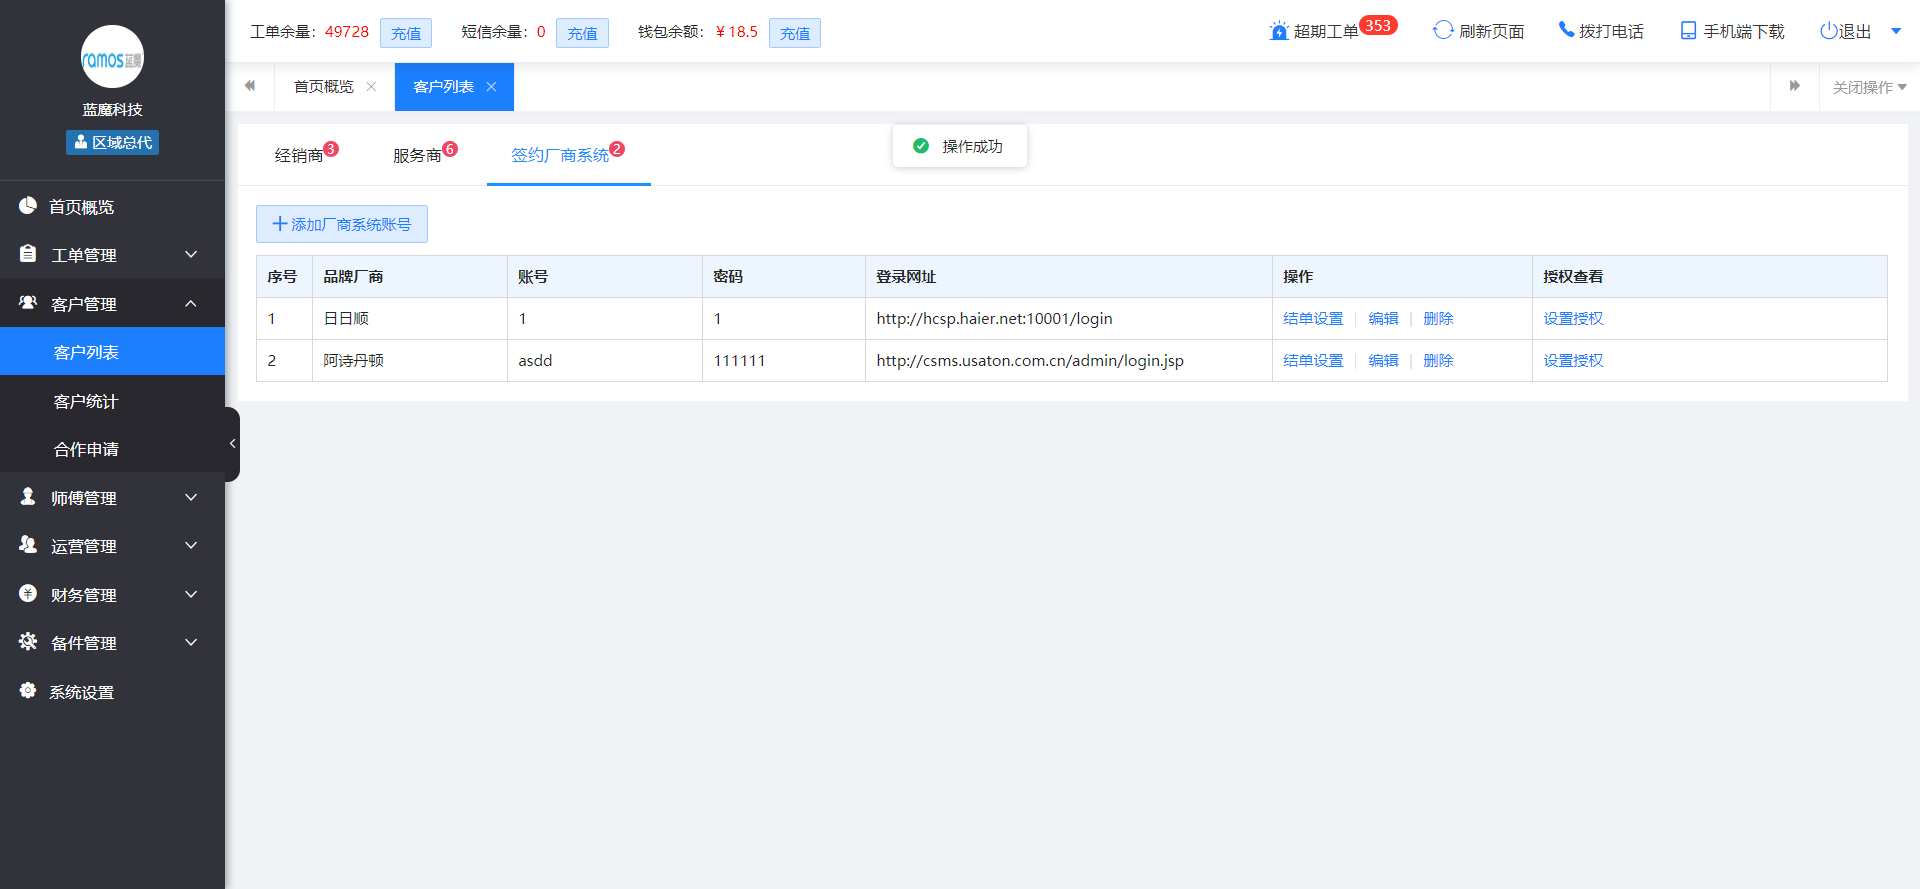 ramos蓝魔
蓝魔科技
区域总代
首页概览
工单管理
客户管理
客户列表
客户统计
合作申请
师傅管理
运营管理
财务管理
备件管理
系统设置
工单余量：49728 充值 短信余量：0 充值 钱包余额：￥18.5 充值 超期工单 353 刷新页面 拨打电话 手机端下载 退出
首页概览 客户列表 关闭操作
经销商 3 服务商 6 签约厂商系统 2
操作成功
添加厂商系统账号
序号 品牌厂商 账号 密码 登录网址 操作 授权查看
1 日日顺 1 1 http://hcsp.haier.net:10001/login 结单设置 | 编辑 | 删除 设置授权
2 阿诗丹顿 asdd 111111 http://csms.usaton.com.cn/admin/login.jsp 结单设置 | 编辑 | 删除 设置授权